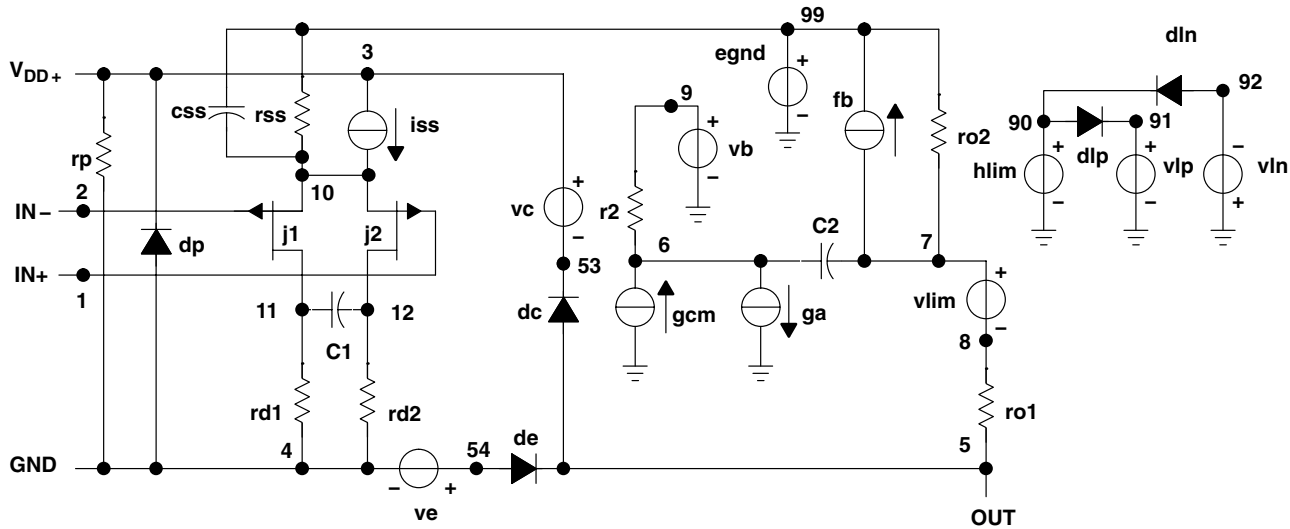 99
3
egnd
+
−
fb
ro2
dln
92
V_DD+
css
rss
iss
9
+
vb
−
90
91
dlp
hlim
+
−
+
vlp
−
−
vln
+
rp
2
10
IN−
j1
j2
dp
vc
+
−
r2
C2
6
7
IN+
1
53
gcm
ga
vlim
+
−
11
12
C1
dc
8
rd1
rd2
ro1
5
4
54
de
GND
−
+
ve
OUT